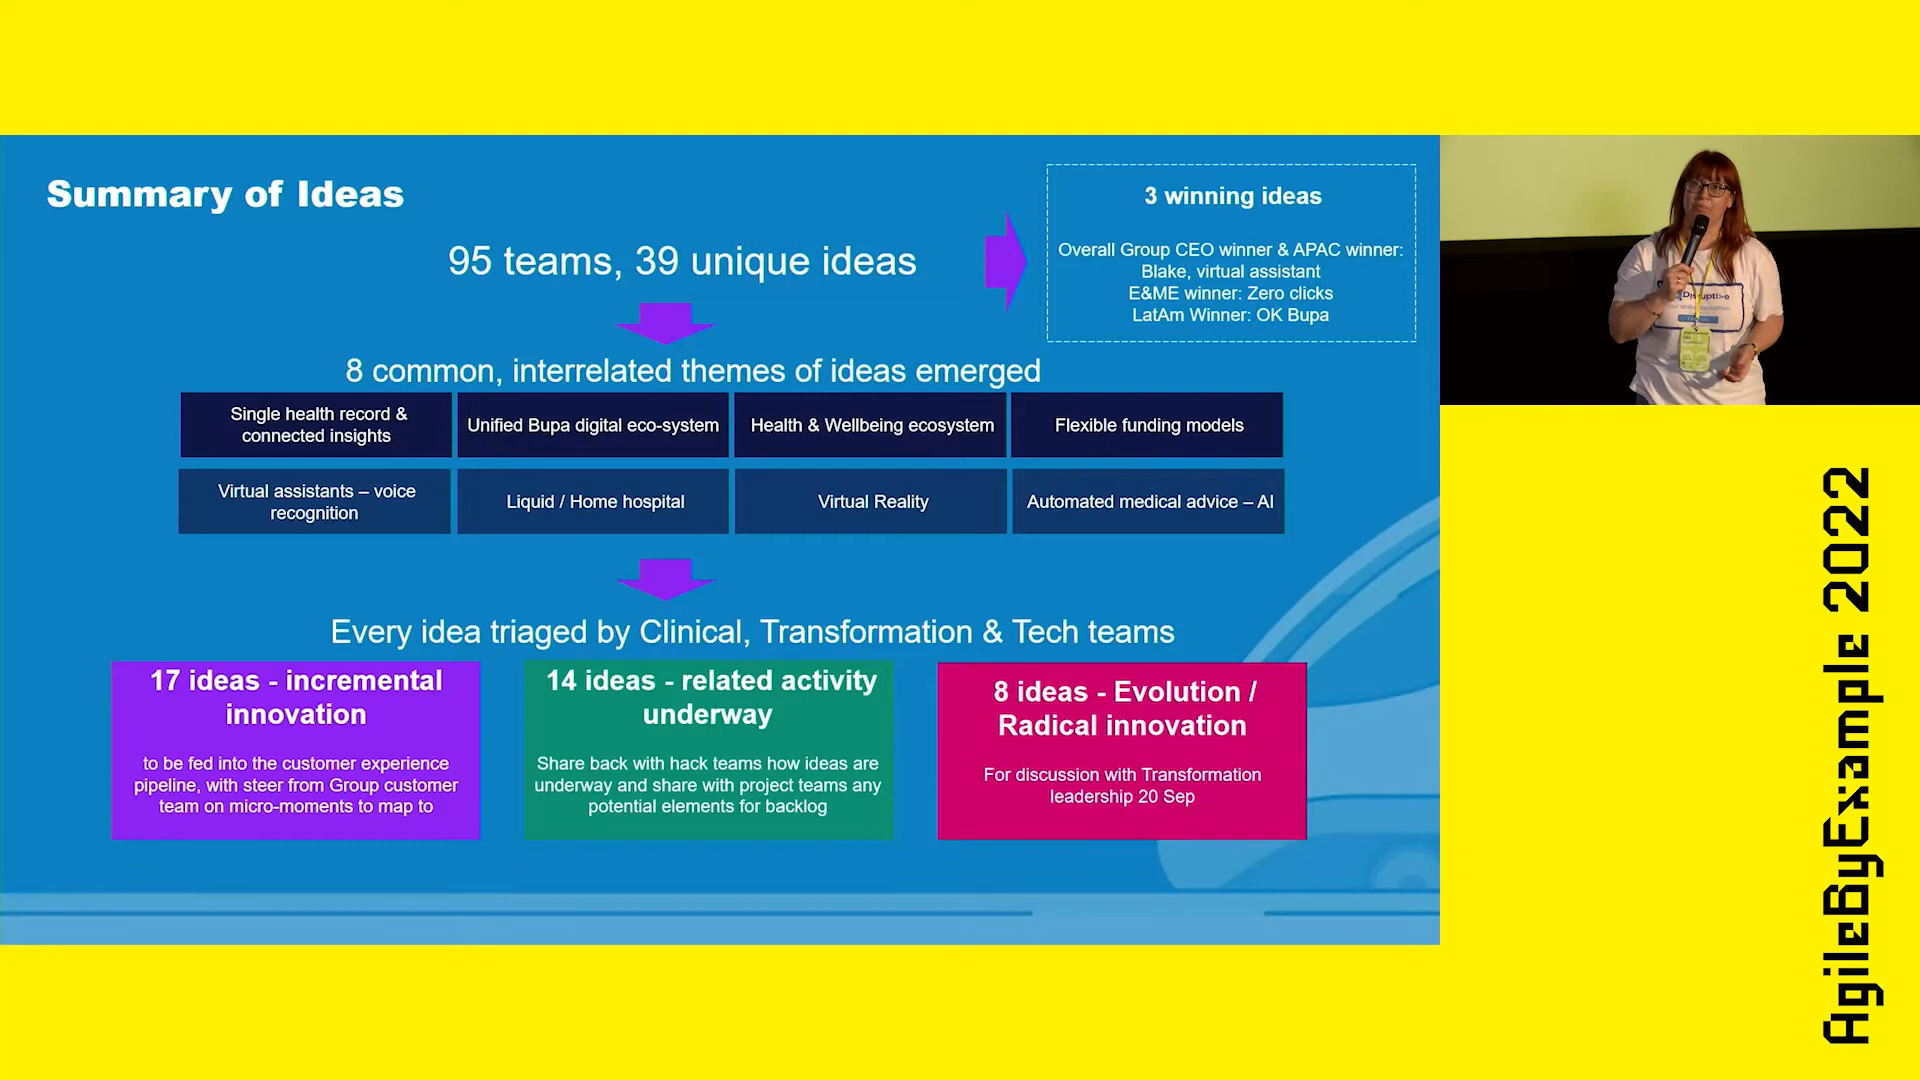 Summary of Ideas
95 teams, 39 unique ideas
3 winning ideas
Overall Group CEO winner & APAC winner:
Blake, virtual assistant
E&ME winner: Zero clicks
LatAm Winner: OK Bupa
8 common, interrelated themes of ideas emerged
Single health record &
connected insights
Unified Bupa digital eco-system
Health & Wellbeing ecosystem
Flexible funding models
Virtual assistants – voice
recognition
Liquid / Home hospital
Virtual Reality
Automated medical advice – AI
Every idea triaged by Clinical, Transformation & Tech teams
17 ideas - incremental
innovation
to be fed into the customer experience
pipeline, with steer from Group customer
team on micro-moments to map to
14 ideas - related activity
underway
Share back with hack teams how ideas are
underway and share with project teams any
potential elements for backlog
8 ideas - Evolution /
Radical innovation
For discussion with Transformation
leadership 20 Sep
AgileByExample 2022